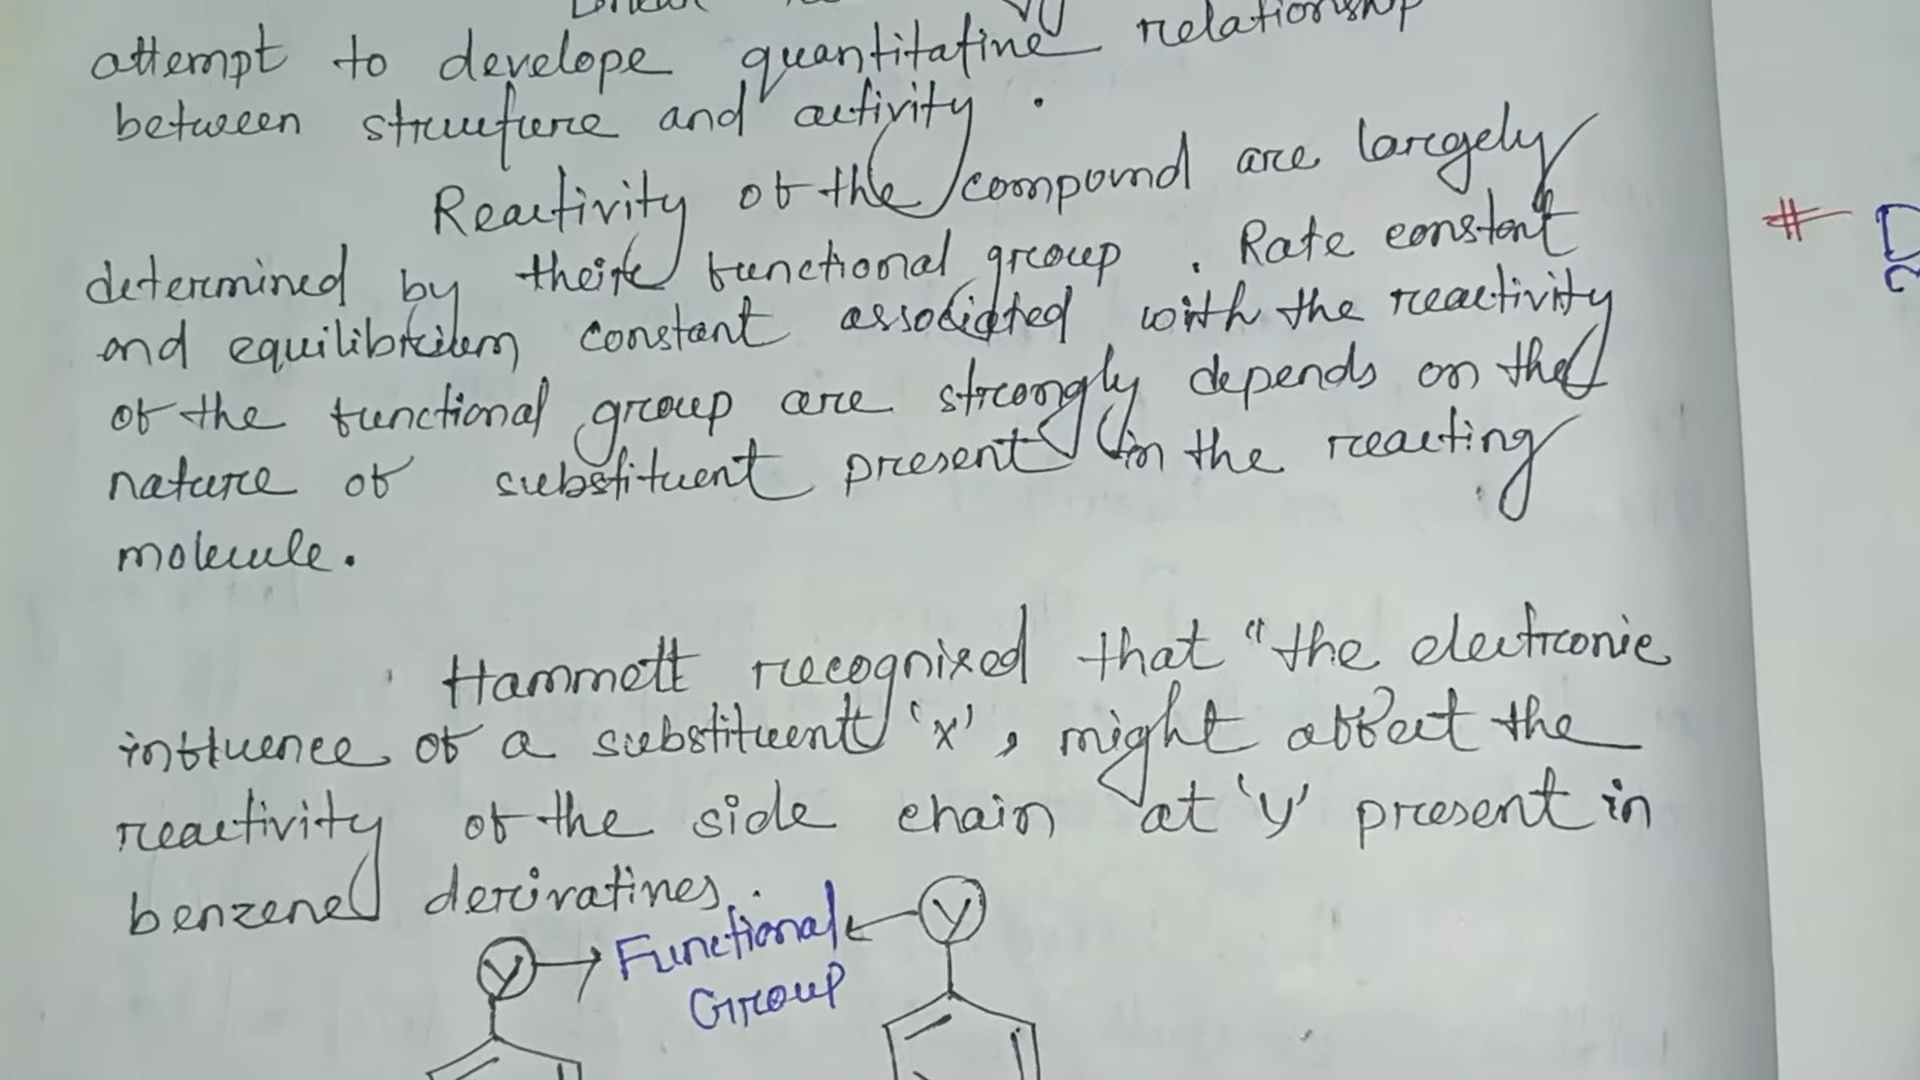 attempt to develope quantitative relationship
between structure and activity.
Reactivity of the compound are largely
determined by their functional group. Rate constant
and equilibrium constant associated with the reactivity
of the functional group are strongly depends on the
nature of substituent present in the reacting
molecule.
Hammett recognized that "the electronic
influence of a substituent 'x', might affect the
reactivity of the side chain at 'y' present in
benzene derivatives.
Y → Functional ← Y
Group
# D